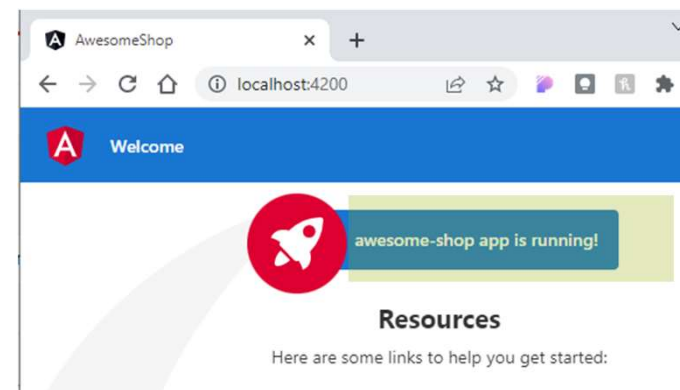 AwesomeShop
localhost:4200
Welcome
awesome-shop app is running!
Resources
Here are some links to help you get started: